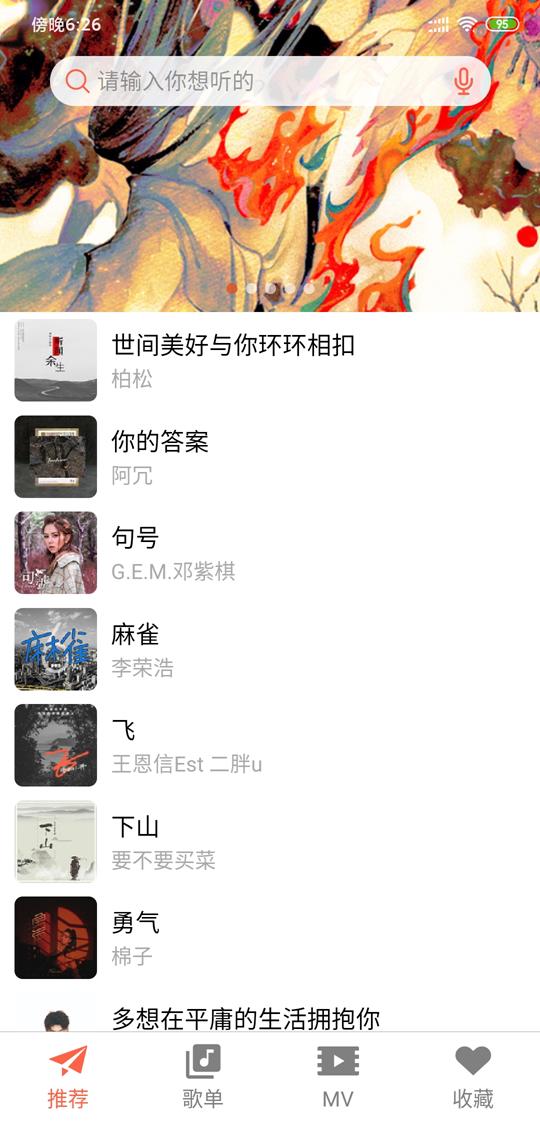 傍晚6:26
95
请输入你想听的
世间美好与你环环相扣
柏松
你的答案
阿冗
句号
G.E.M.邓紫棋
麻雀
麻雀
李荣浩
飞
王恩信Est 二胖u
下山
下山
要不要买菜
勇气
棉子
多想在平庸的生活拥抱你
推荐
歌单
MV
收藏